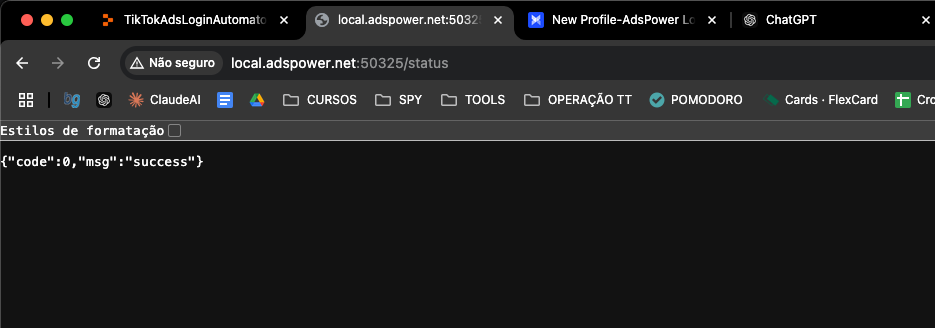 TikTokAdsLoginAutomato
local.adspower.net:50325
New Profile-AdsPower Lo
ChatGPT
Não seguro
local.adspower.net:50325/status
bg
ClaudeAI
CURSOS
SPY
TOOLS
OPERAÇÃO TT
POMODORO
Cards · FlexCard
Cro
Estilos de formatação
{"code":0,"msg":"success"}